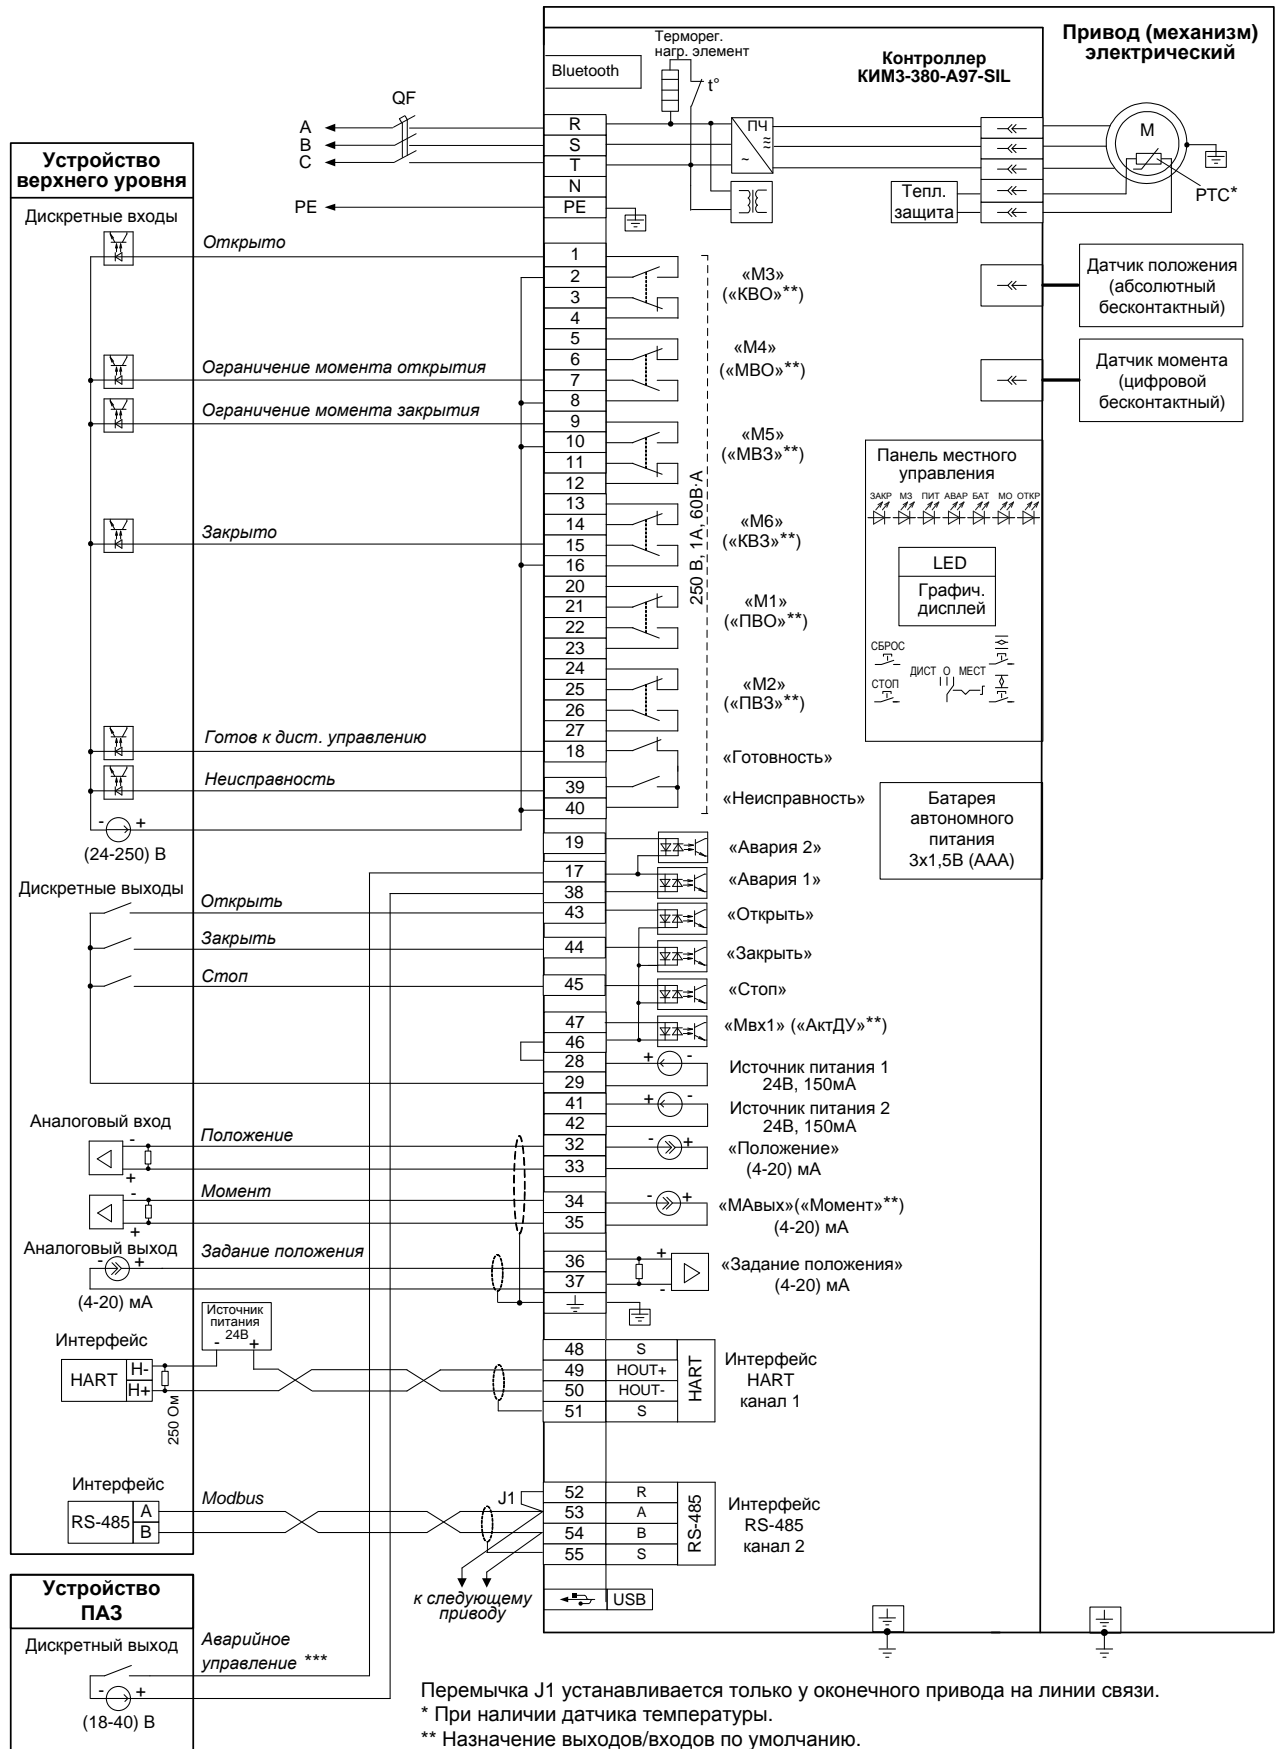 Привод (механизм)
электрический
Контроллер
КИМ3-380-А97-SIL
Терморег.
нагр. элемент
Bluetooth
t°
QF
A
B
C
PE
R
S
T
N
PE
ПЧ
~
M
PTC*
Тепл.
защита
Устройство
верхнего уровня
Дискретные входы
Открыто
Ограничение момента открытия
Ограничение момента закрытия
Закрыто
Готов к дист. управлению
Неисправность
- +
(24-250) В
1
2
3
4
5
6
7
8
9
10
11
12
13
14
15
16
20
21
22
23
24
25
26
27
18
39
40
«М3»
(«КВО»**)
«М4»
(«МВО»**)
«М5»
(«МВЗ»**)
«М6»
(«КВЗ»**)
«М1»
(«ПВО»**)
«М2»
(«ПВЗ»**)
«Готовность»
«Неисправность»
250 В, 1А, 60В·А
Датчик положения
(абсолютный
бесконтактный)
Датчик момента
(цифровой
бесконтактный)
Панель местного
управления
ЗАКР МЗ ПИТ АВАР БАТ МО ОТКР
LED
Графич.
дисплей
СБРОС
СТОП
ДИСТ О МЕСТ
Батарея
автономного
питания
3х1,5В (ААА)
Дискретные выходы
Открыть
Закрыть
Стоп
19
17
38
43
44
45
47
46
28
29
41
42
32
33
34
35
36
37
«Авария 2»
«Авария 1»
«Открыть»
«Закрыть»
«Стоп»
«Мвх1» («АктДУ»**)
+ -
Источник питания 1
24В, 150мА
+ -
Источник питания 2
24В, 150мА
- +
«Положение»
(4-20) мА
- +
«МАвых»(«Момент»**)
(4-20) мА
+
-
«Задание положения»
(4-20) мА
Аналоговый вход
-
+
Положение
-
+
Момент
Аналоговый выход
- +
Задание положения
(4-20) мА
Источник
питания
24В
- +
Интерфейс
HART
H-
H+
250 Ом
48 S
49 HOUT+
50 HOUT-
51 S
HART
Интерфейс
HART
канал 1
Интерфейс
RS-485
A
B
Modbus
J1
52 R
53 A
54 B
55 S
RS-485
Интерфейс
RS-485
канал 2
к следующему
приводу
USB
Устройство
ПАЗ
Дискретный выход
Аварийное
управление ***
- +
(18-40) В
Перемычка J1 устанавливается только у оконечного привода на линии связи.
* При наличии датчика температуры.
** Назначение выходов/входов по умолчанию.